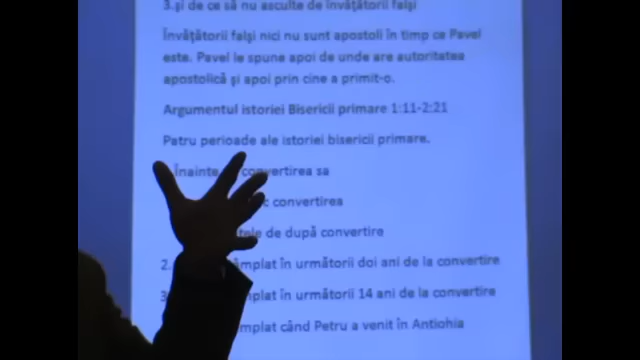 3.și de ce să nu asculte de învățătorii falși
Învățătorii falși nici nu sunt apostoli în timp ce Pavel
este. Pavel le spune apoi de unde are autoritatea
apostolică și apoi prin cine a primit-o.
Argumentul istoriei Bisericii primare 1:11-2:21
Patru perioade ale istoriei bisericii primare.
Înainte convertirea sa
convertirea
de după convertire
2. în următorii doi ani de la convertire
3 în următorii 14 ani de la convertire
când Petru a venit în Antiohia